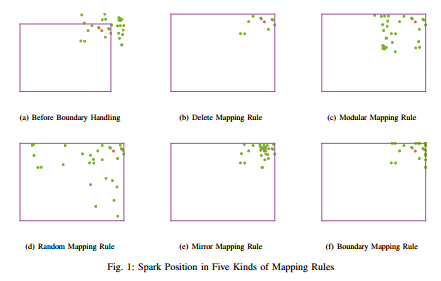 (a) Before Boundary Handling
(b) Delete Mapping Rule
(c) Modular Mapping Rule
(d) Random Mapping Rule
(e) Mirror Mapping Rule
(f) Boundary Mapping Rule
Fig. 1: Spark Position in Five Kinds of Mapping Rules